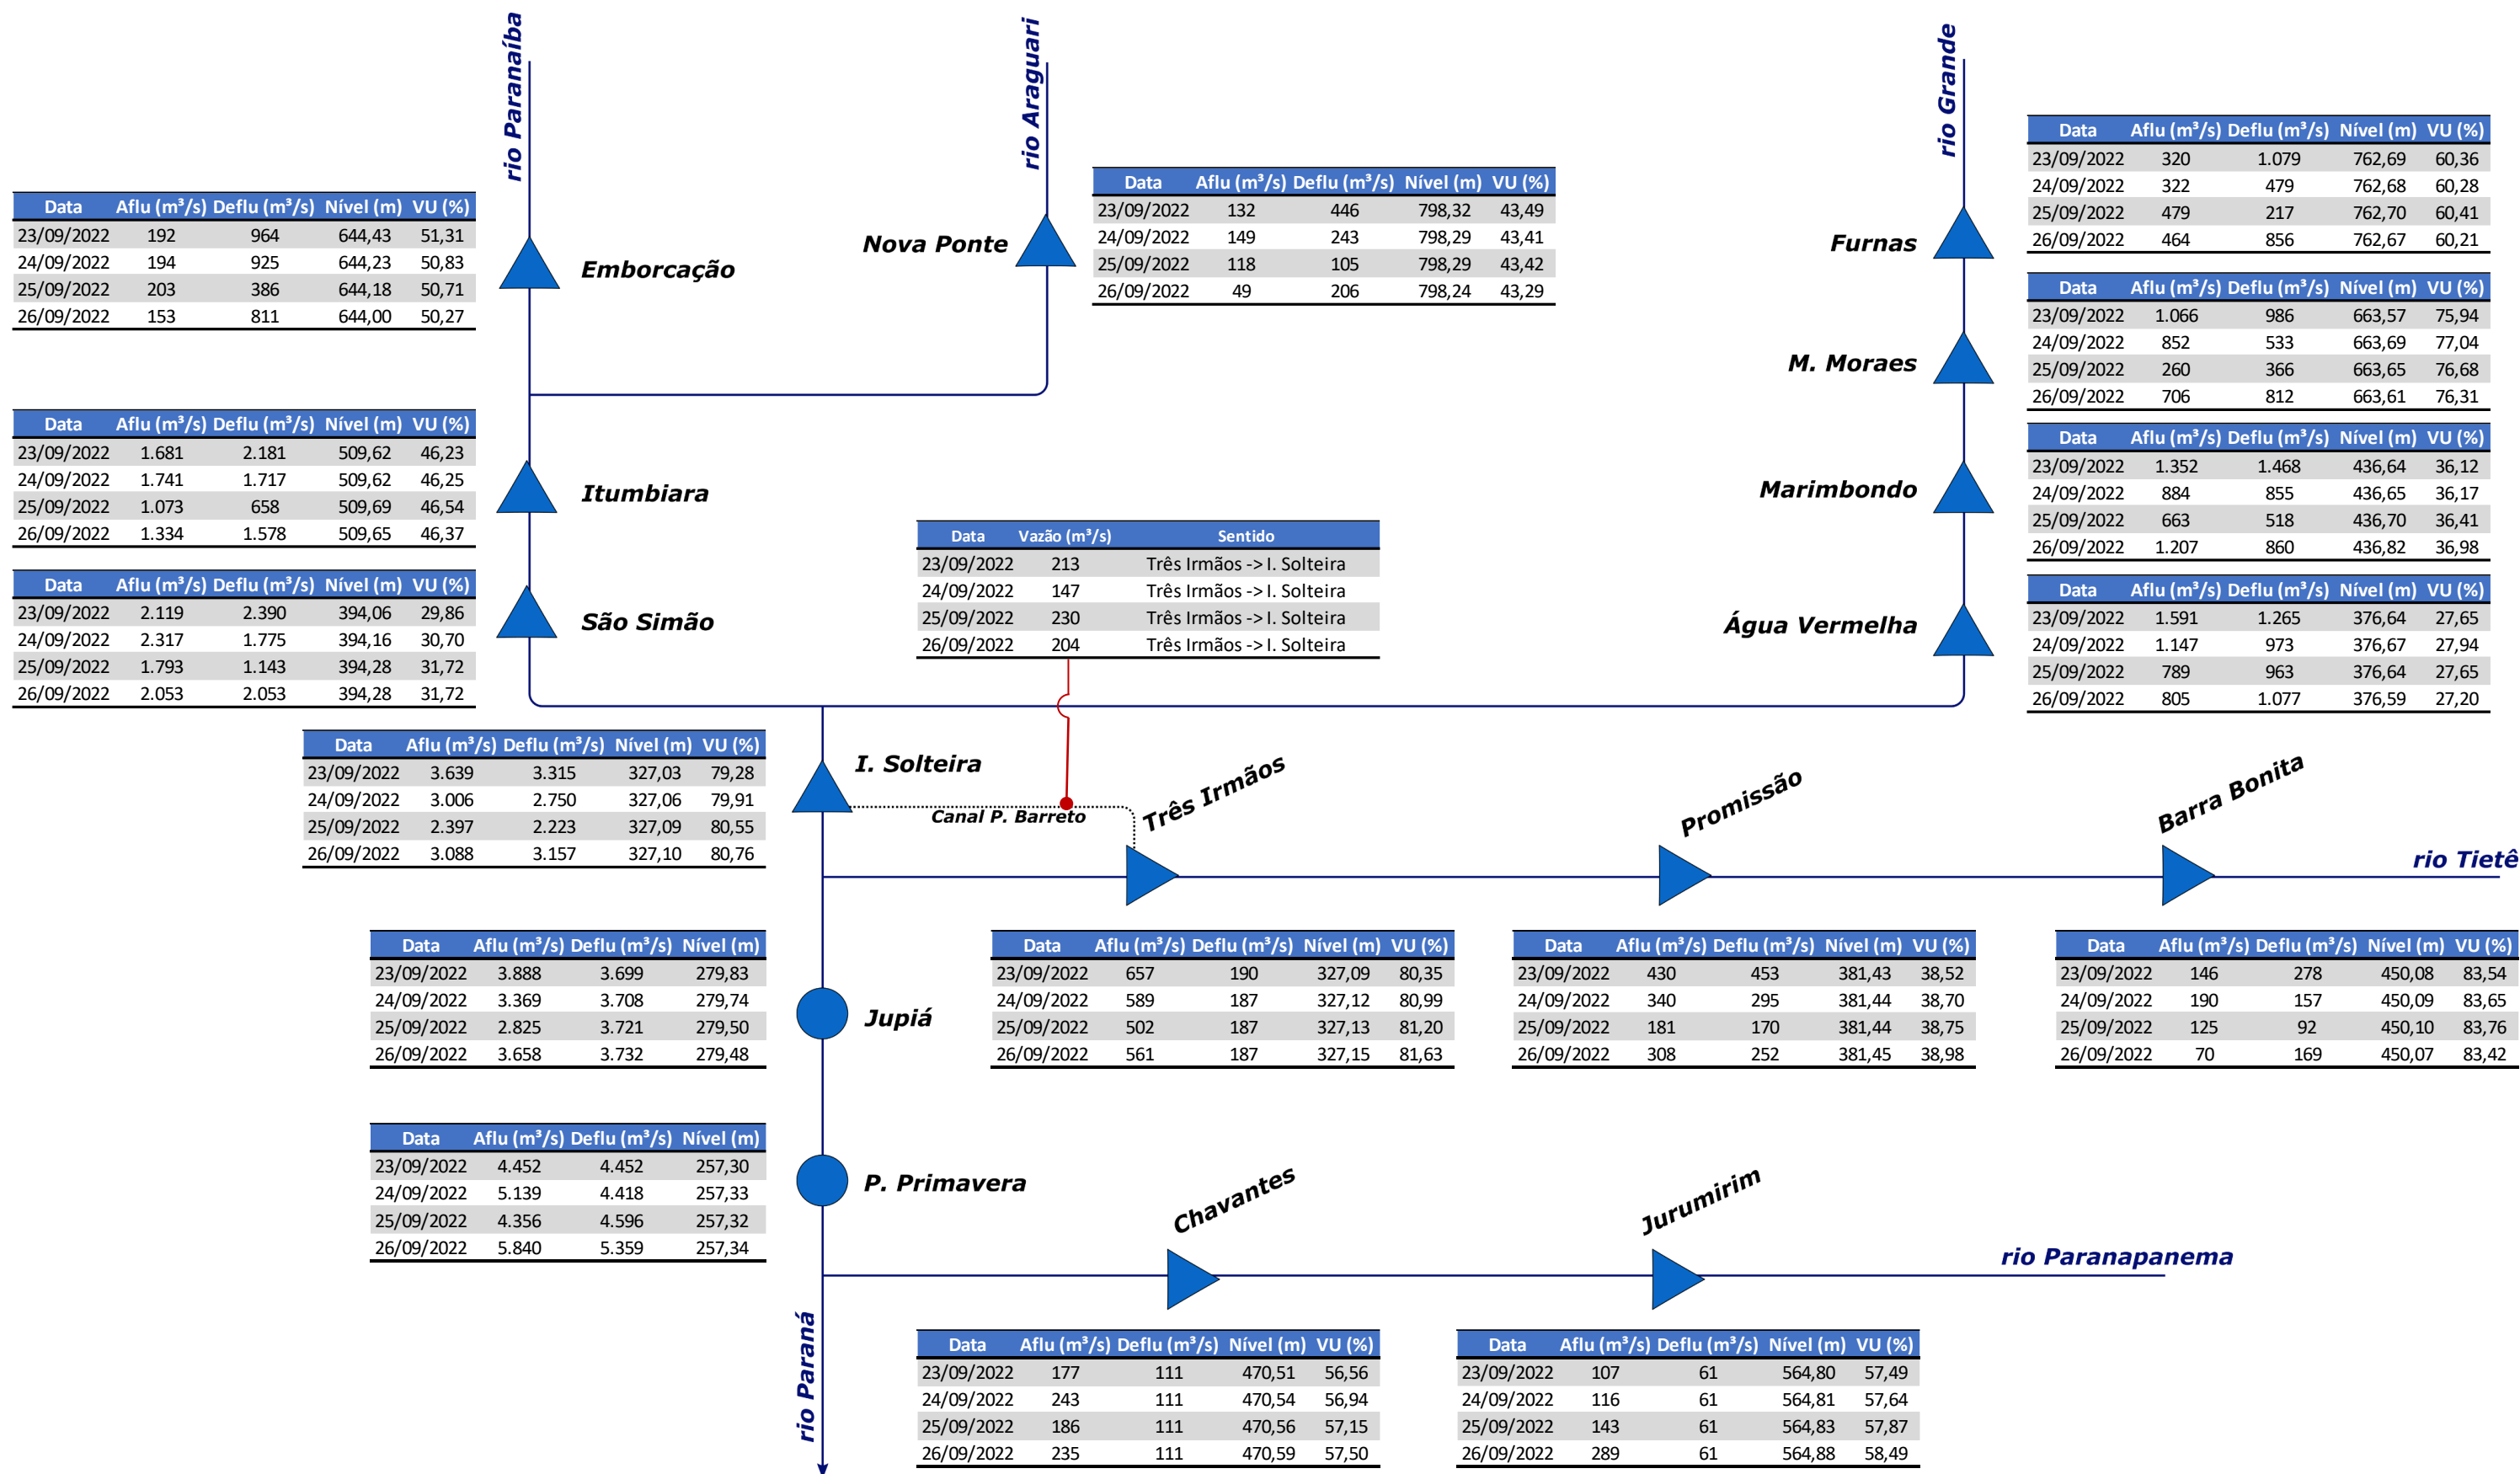 rio Paranaíba
rio Araguari
rio Grande
Data Aflu (m³/s) Deflu (m³/s) Nível (m) VU (%)
23/09/2022 192 964 644,43 51,31
24/09/2022 194 925 644,23 50,83
25/09/2022 203 386 644,18 50,71
26/09/2022 153 811 644,00 50,27
Emborcação
Nova Ponte
Data Aflu (m³/s) Deflu (m³/s) Nível (m) VU (%)
23/09/2022 132 446 798,32 43,49
24/09/2022 149 243 798,29 43,41
25/09/2022 118 105 798,29 43,42
26/09/2022 49 206 798,24 43,29
Furnas
Data Aflu (m³/s) Deflu (m³/s) Nível (m) VU (%)
23/09/2022 320 1.079 762,69 60,36
24/09/2022 322 479 762,68 60,28
25/09/2022 479 217 762,70 60,41
26/09/2022 464 856 762,67 60,21
M. Moraes
Data Aflu (m³/s) Deflu (m³/s) Nível (m) VU (%)
23/09/2022 1.066 986 663,57 75,94
24/09/2022 852 533 663,69 77,04
25/09/2022 260 366 663,65 76,68
26/09/2022 706 812 663,61 76,31
Data Aflu (m³/s) Deflu (m³/s) Nível (m) VU (%)
23/09/2022 1.681 2.181 509,62 46,23
24/09/2022 1.741 1.717 509,62 46,25
25/09/2022 1.073 658 509,69 46,54
26/09/2022 1.334 1.578 509,65 46,37
Itumbiara
Marimbondo
Data Aflu (m³/s) Deflu (m³/s) Nível (m) VU (%)
23/09/2022 1.352 1.468 436,64 36,12
24/09/2022 884 855 436,65 36,17
25/09/2022 663 518 436,70 36,41
26/09/2022 1.207 860 436,82 36,98
Data Aflu (m³/s) Deflu (m³/s) Nível (m) VU (%)
23/09/2022 2.119 2.390 394,06 29,86
24/09/2022 2.317 1.775 394,16 30,70
25/09/2022 1.793 1.143 394,28 31,72
26/09/2022 2.053 2.053 394,28 31,72
São Simão
Data Vazão (m³/s) Sentido
23/09/2022 213 Três Irmãos -> I. Solteira
24/09/2022 147 Três Irmãos -> I. Solteira
25/09/2022 230 Três Irmãos -> I. Solteira
26/09/2022 204 Três Irmãos -> I. Solteira
Água Vermelha
Data Aflu (m³/s) Deflu (m³/s) Nível (m) VU (%)
23/09/2022 1.591 1.265 376,64 27,65
24/09/2022 1.147 973 376,67 27,94
25/09/2022 789 963 376,64 27,65
26/09/2022 805 1.077 376,59 27,20
Data Aflu (m³/s) Deflu (m³/s) Nível (m) VU (%)
23/09/2022 3.639 3.315 327,03 79,28
24/09/2022 3.006 2.750 327,06 79,91
25/09/2022 2.397 2.223 327,09 80,55
26/09/2022 3.088 3.157 327,10 80,76
I. Solteira
Canal P. Barreto
Três Irmãos
Promissão
Barra Bonita
rio Tietê
Data Aflu (m³/s) Deflu (m³/s) Nível (m)
23/09/2022 3.888 3.699 279,83
24/09/2022 3.369 3.708 279,74
25/09/2022 2.825 3.721 279,50
26/09/2022 3.658 3.732 279,48
Jupiá
Data Aflu (m³/s) Deflu (m³/s) Nível (m) VU (%)
23/09/2022 657 190 327,09 80,35
24/09/2022 589 187 327,12 80,99
25/09/2022 502 187 327,13 81,20
26/09/2022 561 187 327,15 81,63
Data Aflu (m³/s) Deflu (m³/s) Nível (m) VU (%)
23/09/2022 430 453 381,43 38,52
24/09/2022 340 295 381,44 38,70
25/09/2022 181 170 381,44 38,75
26/09/2022 308 252 381,45 38,98
Data Aflu (m³/s) Deflu (m³/s) Nível (m) VU (%)
23/09/2022 146 278 450,08 83,54
24/09/2022 190 157 450,09 83,65
25/09/2022 125 92 450,10 83,76
26/09/2022 70 169 450,07 83,42
Data Aflu (m³/s) Deflu (m³/s) Nível (m)
23/09/2022 4.452 4.452 257,30
24/09/2022 5.139 4.418 257,33
25/09/2022 4.356 4.596 257,32
26/09/2022 5.840 5.359 257,34
P. Primavera
Chavantes
Jurumirim
rio Paranapanema
rio Paraná
Data Aflu (m³/s) Deflu (m³/s) Nível (m) VU (%)
23/09/2022 177 111 470,51 56,56
24/09/2022 243 111 470,54 56,94
25/09/2022 186 111 470,56 57,15
26/09/2022 235 111 470,59 57,50
Data Aflu (m³/s) Deflu (m³/s) Nível (m) VU (%)
23/09/2022 107 61 564,80 57,49
24/09/2022 116 61 564,81 57,64
25/09/2022 143 61 564,83 57,87
26/09/2022 289 61 564,88 58,49